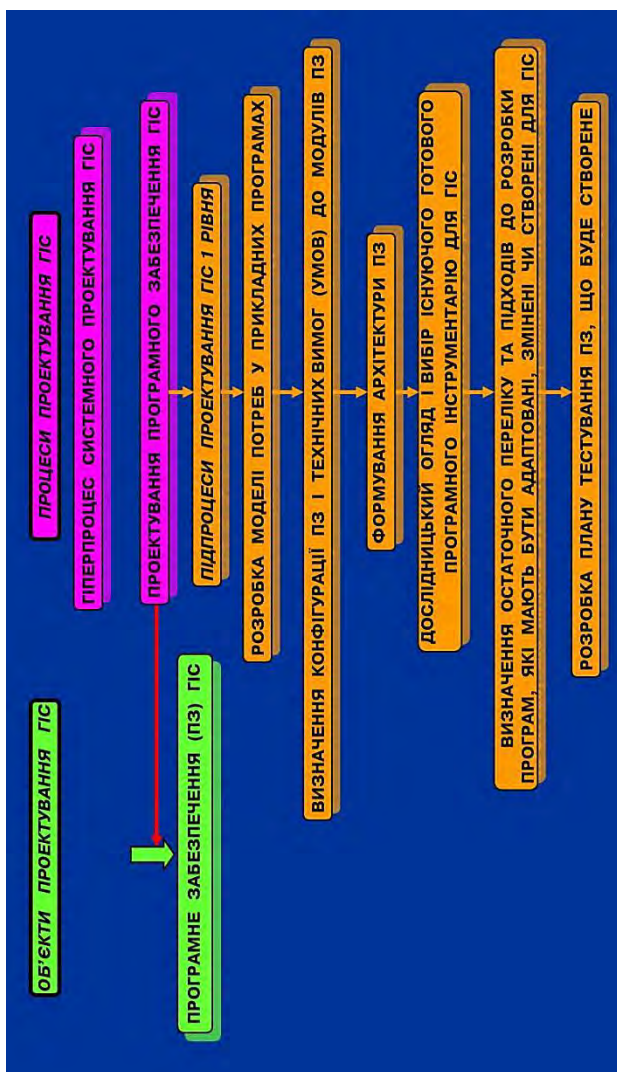 ОБ'ЄКТИ ПРОЕКТУВАННЯ ГІС
ПРОЦЕСИ ПРОЕКТУВАННЯ ГІС
ГІПЕРПРОЦЕС СИСТЕМНОГО ПРОЕКТУВАННЯ ГІС
ПРОЕКТУВАННЯ ПРОГРАМНОГО ЗАБЕЗПЕЧЕННЯ ГІС
ПРОГРАМНЕ ЗАБЕЗПЕЧЕННЯ (ПЗ) ГІС
ПІДПРОЦЕСИ ПРОЕКТУВАННЯ ГІС 1 РІВНЯ
РОЗРОБКА МОДЕЛІ ПОТРЕБ У ПРИКЛАДНИХ ПРОГРАМАХ
ВИЗНАЧЕННЯ КОНФІГУРАЦІЇ ПЗ І ТЕХНІЧНИХ ВИМОГ (УМОВ) ДО МОДУЛІВ ПЗ
ФОРМУВАННЯ АРХІТЕКТУРИ ПЗ
ДОСЛІДНИЦЬКИЙ ОГЛЯД І ВИБІР ІСНУЮЧОГО ГОТОВОГО
ПРОГРАМНОГО ІНСТРУМЕНТАРІЮ ДЛЯ ГІС
ВИЗНАЧЕННЯ ОСТАТОЧНОГО ПЕРЕЛІКУ ТА ПІДХОДІВ ДО РОЗРОБКИ
ПРОГРАМ, ЯКІ МАЮТЬ БУТИ АДАПТОВАНІ, ЗМІНЕНІ ЧИ СТВОРЕНІ ДЛЯ ГІС
РОЗРОБКА ПЛАНУ ТЕСТУВАННЯ ПЗ, ЩО БУДЕ СТВОРЕНЕ